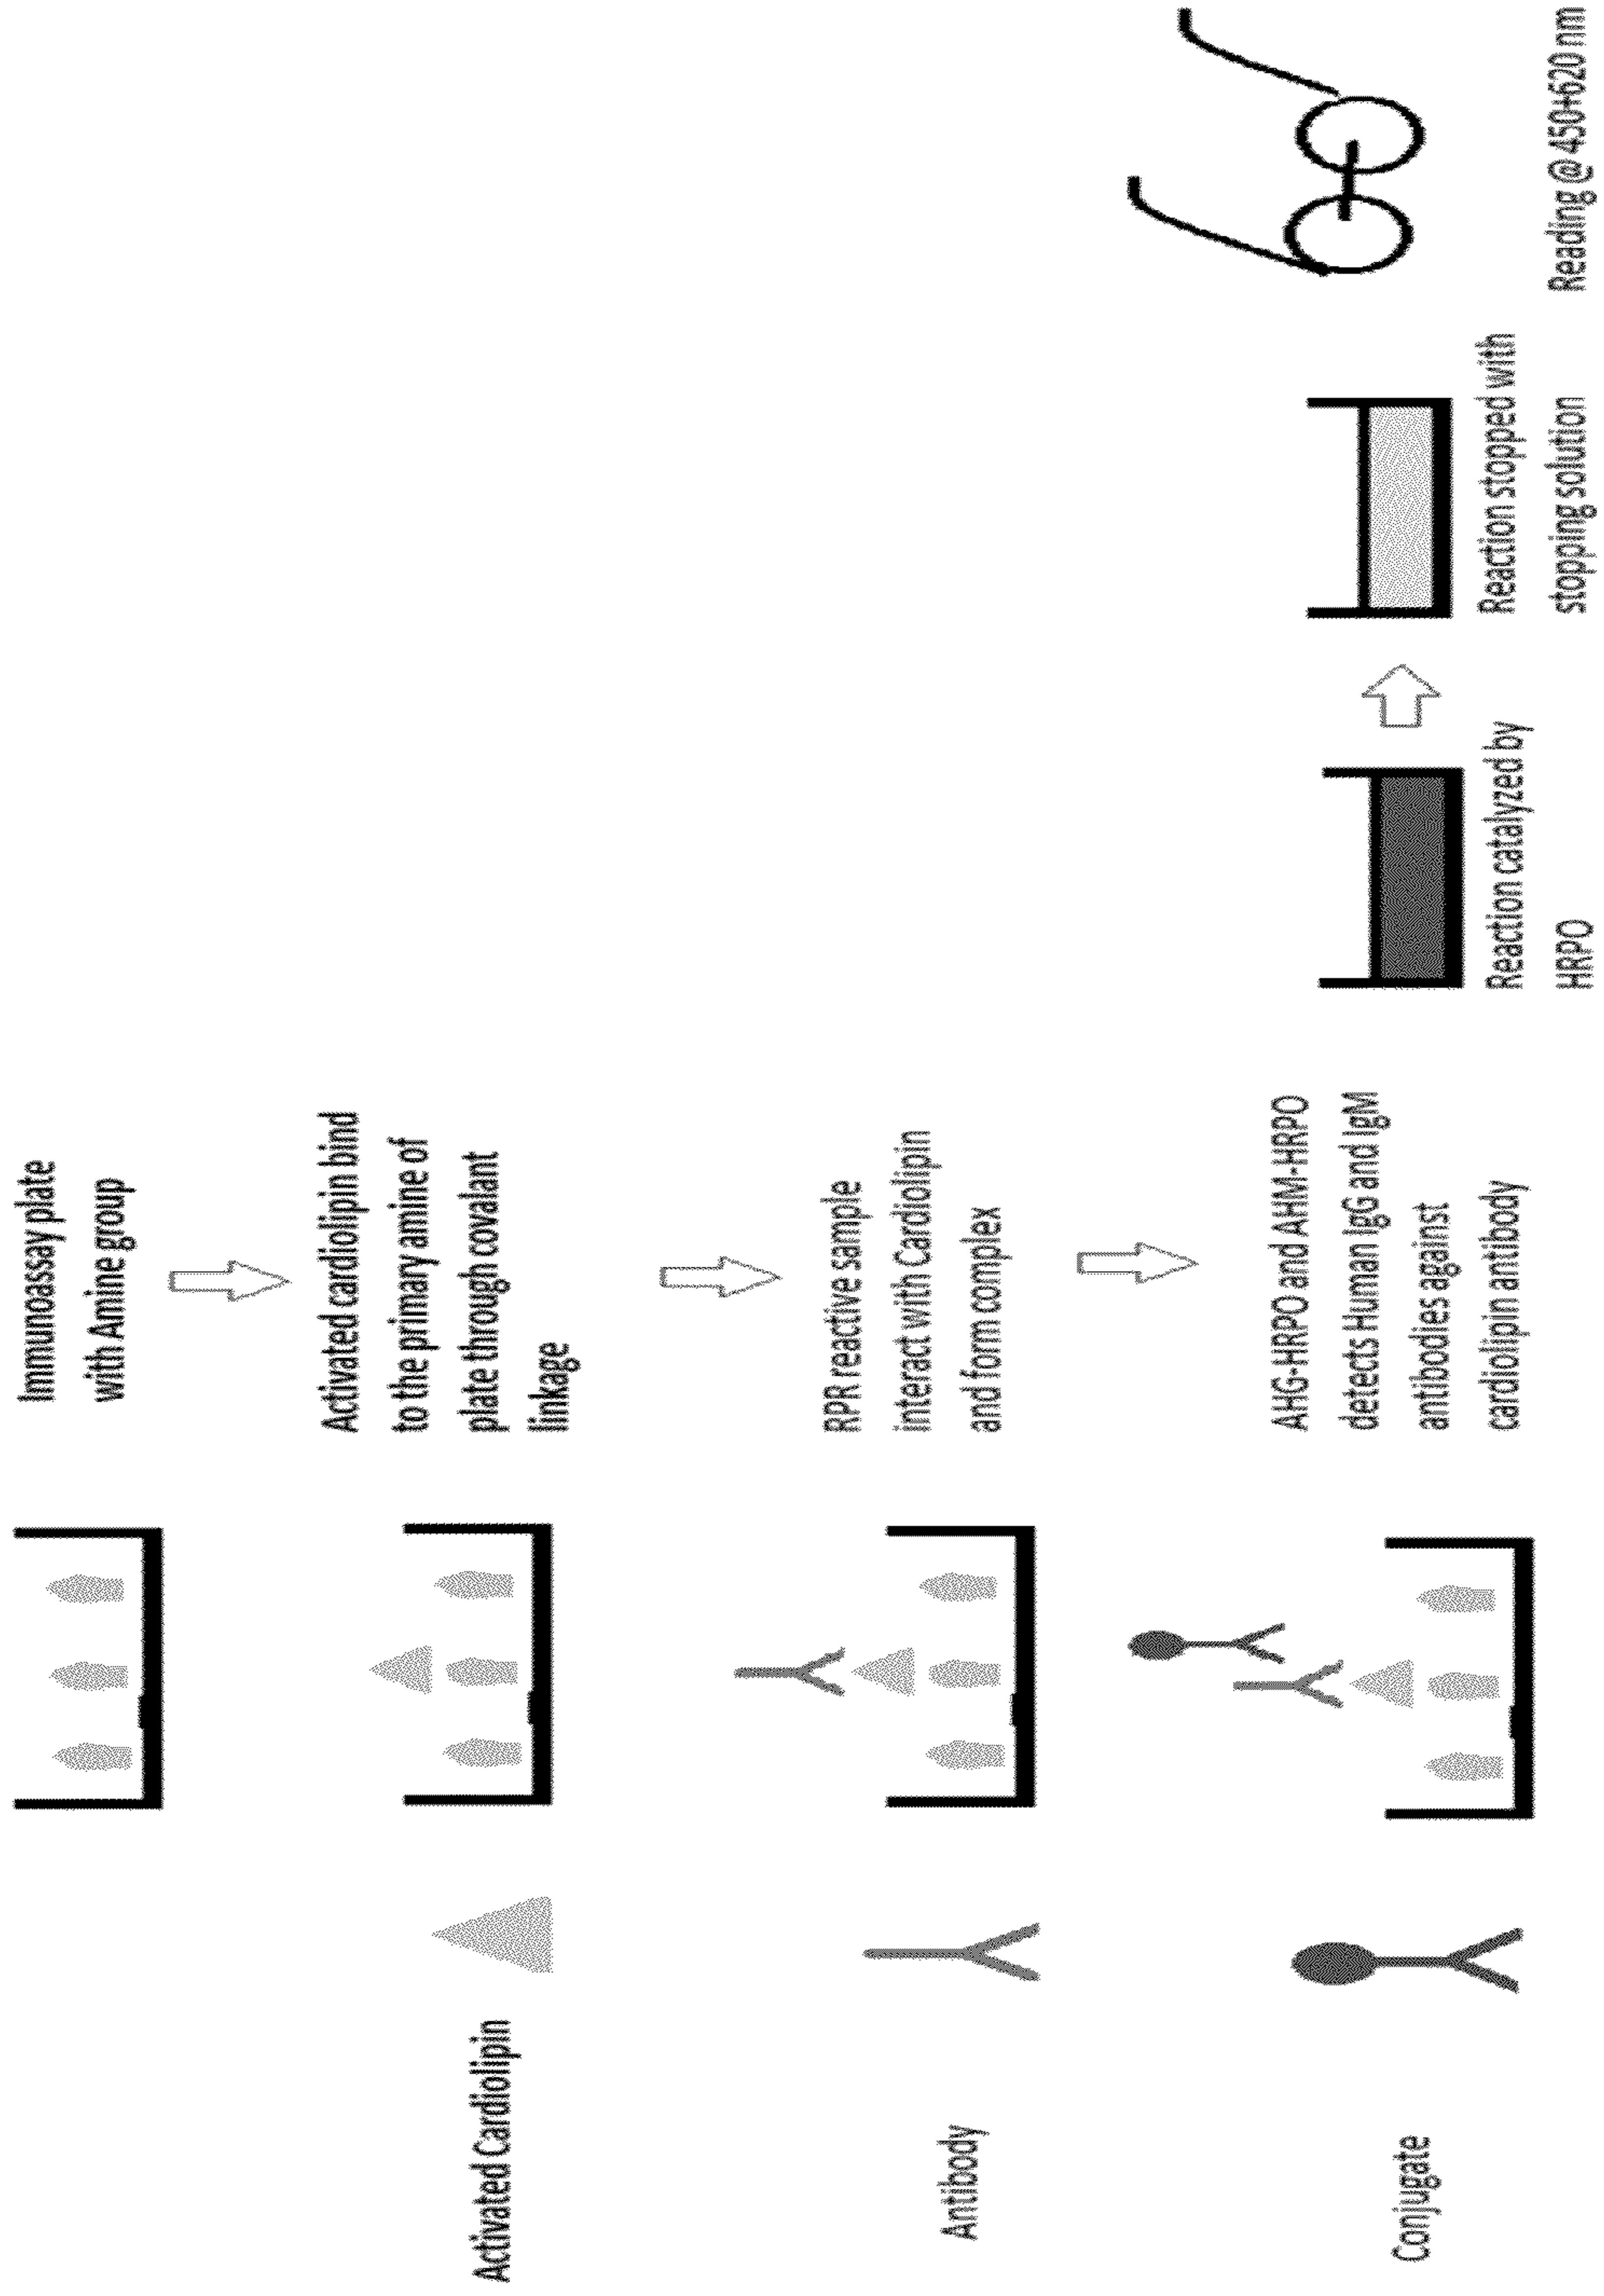 Immunoassay plate
with Amine group
Activated Cardiolipin
Activated cardiolipin bind
to the primary amine of
plate through covalant
linkage
Antibody
RPR reactive sample
interact with Cardiolipin
and form complex
Conjugate
AHG-HRPO and AHM-HRPO
detects Human IgG and IgM
antibodies against
cardiolipin antibody
Reaction catalyzed by
HRPO
Reaction stopped with
stopping solution
Reading @ 450+620 nm